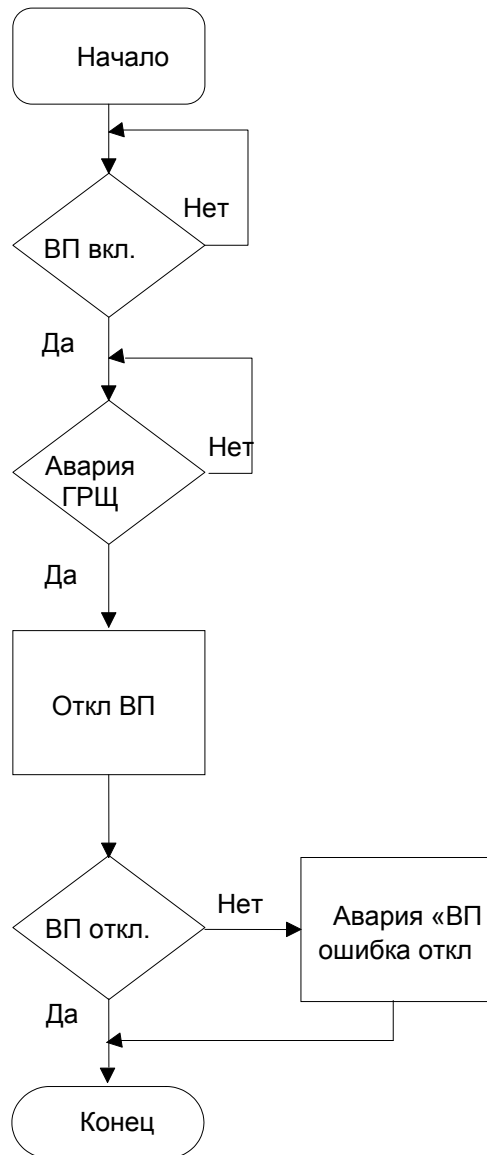 Начало
Нет
ВП вкл.
Да
Нет
Авария
ГРЩ
Да
Откл ВП
Нет
ВП откл.
Авария «ВП
ошибка откл
Да
Конец